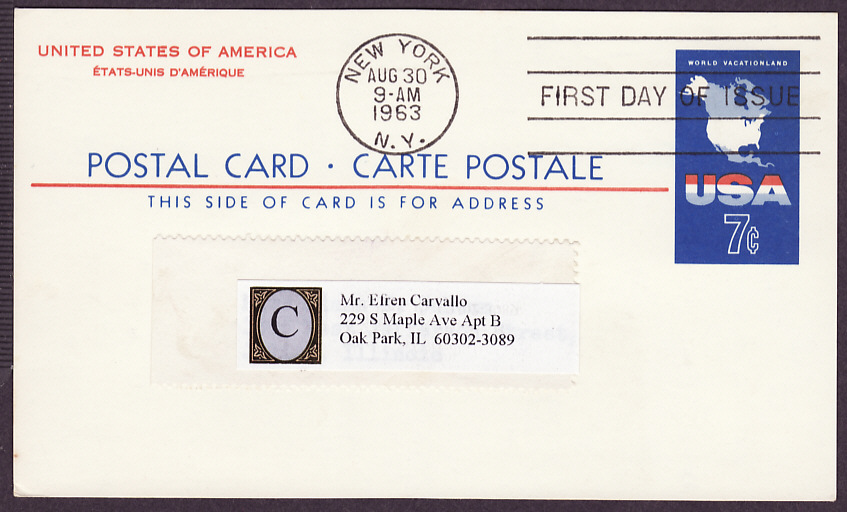 UNITED STATES OF AMERICA
ÉTATS-UNIS D'AMÉRIQUE
NEW YORK
AUG 30
9-AM
1963
N.Y.
FIRST DAY OF ISSUE
WORLD VACATIONLAND
USA
7¢
POSTAL CARD · CARTE POSTALE
THIS SIDE OF CARD IS FOR ADDRESS
C
Mr. Efren Carvallo
229 S Maple Ave Apt B
Oak Park, IL 60302-3089
Illinois